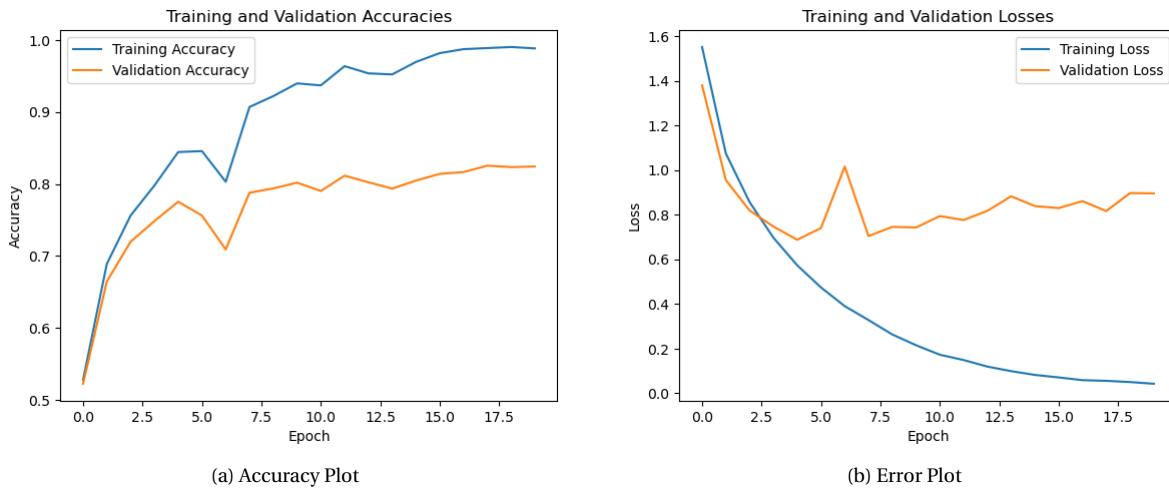 Training and Validation Accuracies
Training Accuracy
Validation Accuracy
1.0
0.9
0.8
0.7
0.6
0.5
Accuracy
0.0 2.5 5.0 7.5 10.0 12.5 15.0 17.5
Epoch
(a) Accuracy Plot
Training and Validation Losses
Training Loss
Validation Loss
1.6
1.4
1.2
1.0
0.8
0.6
0.4
0.2
0.0
Loss
0.0 2.5 5.0 7.5 10.0 12.5 15.0 17.5
Epoch
(b) Error Plot